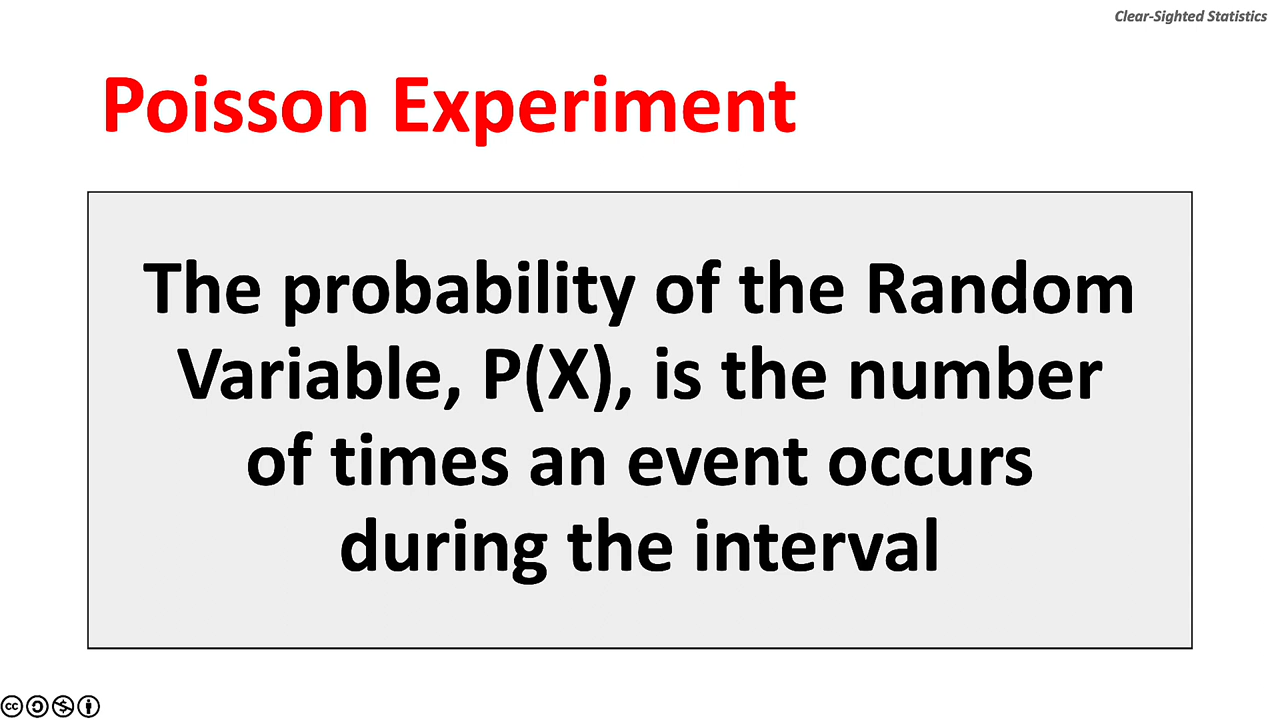 Clear-Sighted Statistics
Poisson Experiment
The probability of the Random
Variable, P(X), is the number
of times an event occurs
during the interval